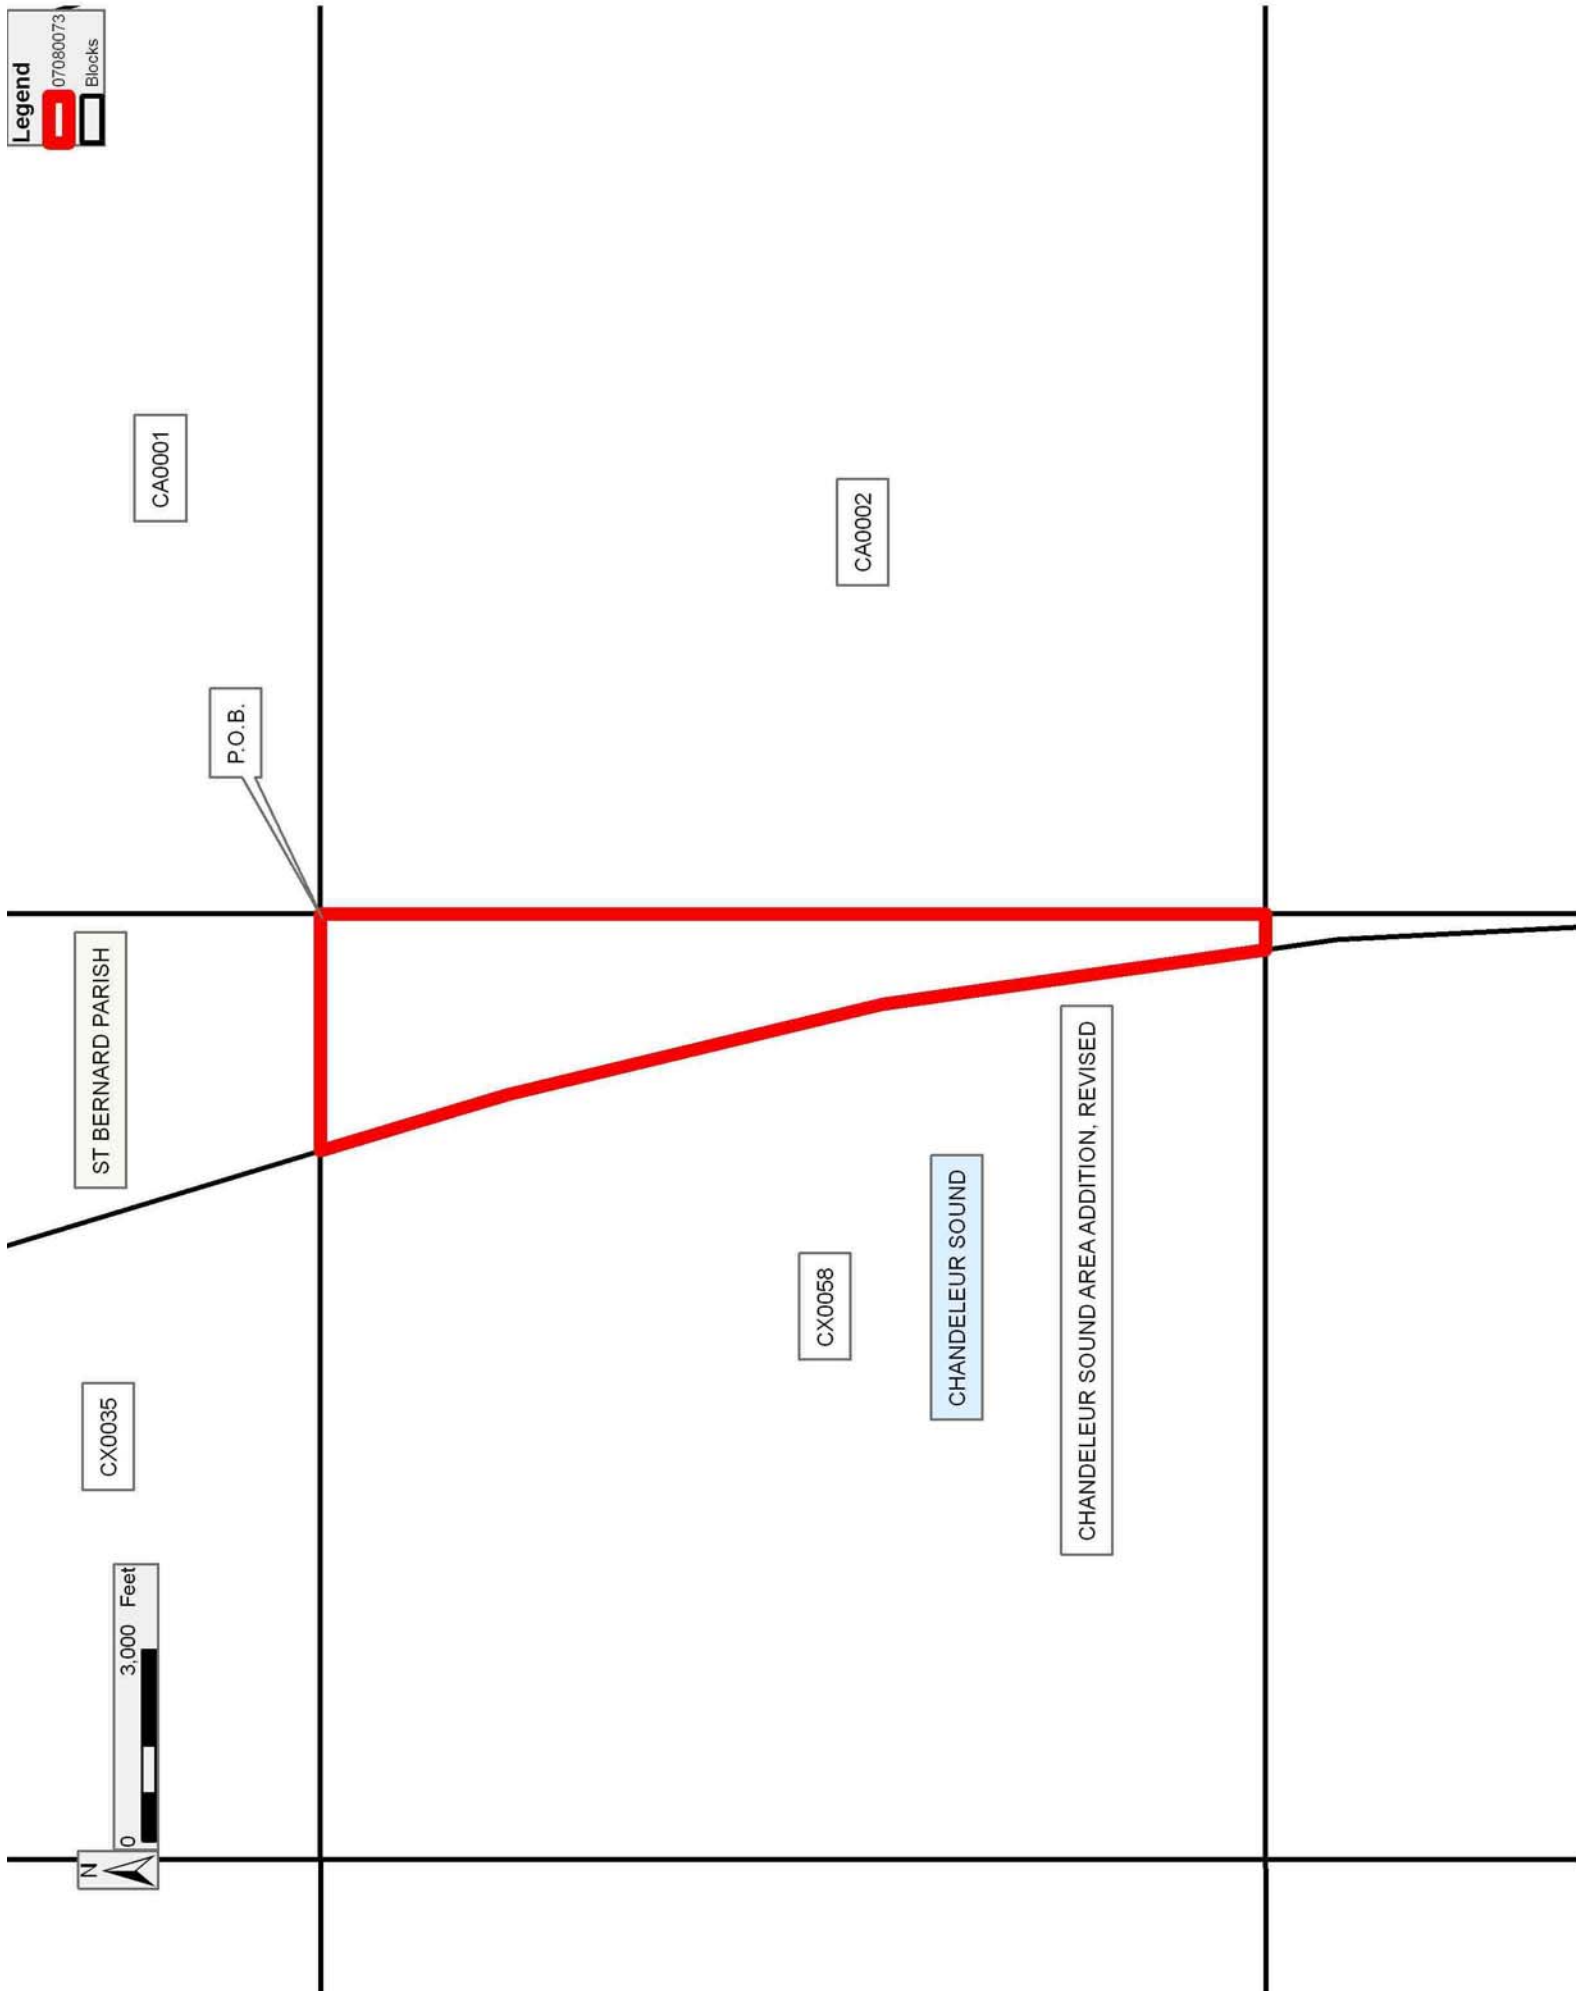 Legend
07080073
Blocks
N
0 3,000 Feet
CX0035
ST BERNARD PARISH
CA0001
P.O.B.
CX0058
CA0002
CHANDELEUR SOUND
CHANDELEUR SOUND AREA ADDITION, REVISED